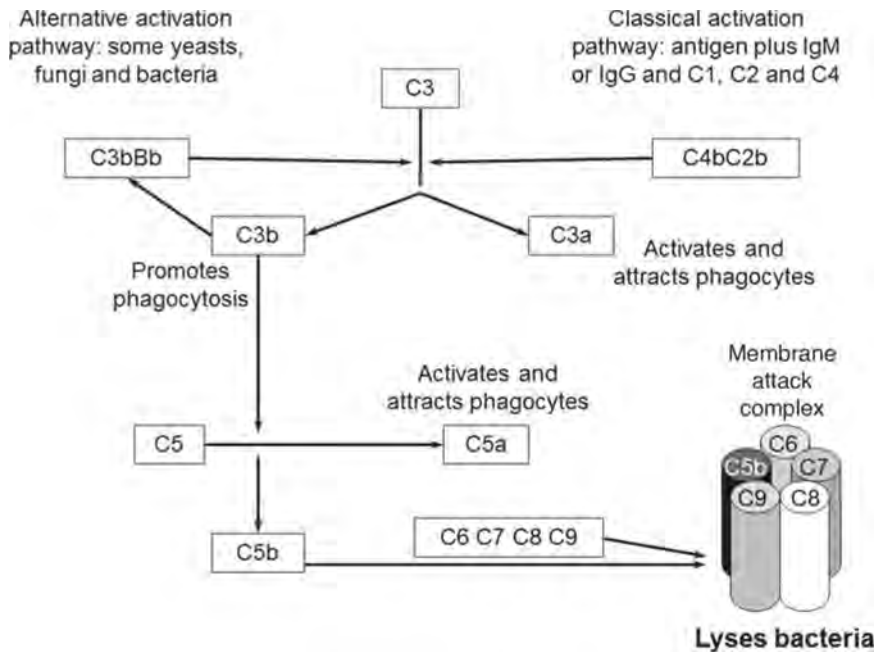 Alternative activation
pathway: some yeasts,
fungi and bacteria
Classical activation
pathway: antigen plus IgM
or IgG and C1, C2 and C4
C3
C3bBb
C4bC2b
C3b
C3a
Promotes
phagocytosis
Activates and
attracts phagocytes
Activates and
attracts phagocytes
Membrane
attack
complex
C5
C5a
C6
C5b
C7
C9
C8
C5b
C6 C7 C8 C9
Lyses bacteria